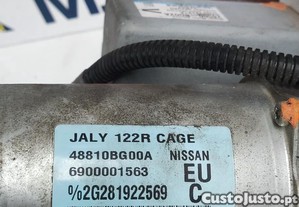 JALY 122R CAGE
48810BG00A NISSAN
6900001563 EU
%2G281922569 C
CustoJusto.pt